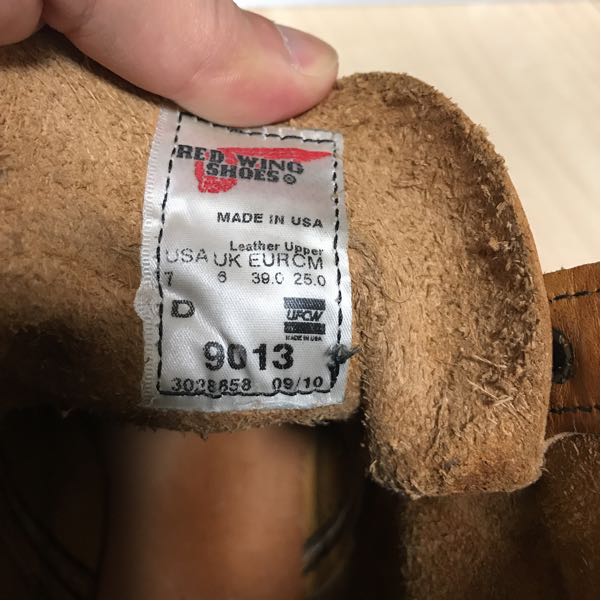 RED WING
SHOES®
MADE IN USA
Leather Upper
USA UK EUR CM
7 6 39.0 25.0
D
UFCW
MADE IN USA
9013
3028858 09/10